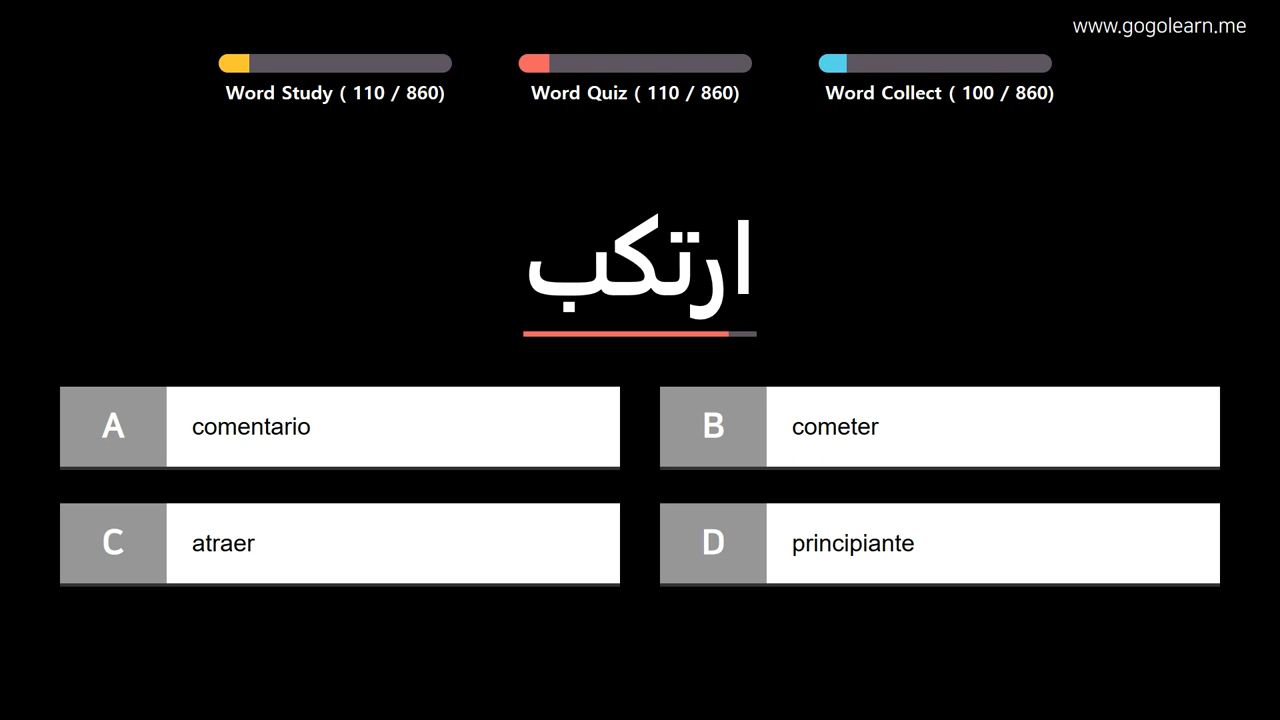 www.gogolearn.me
Word Study ( 110 / 860)
Word Quiz ( 110 / 860)
Word Collect ( 100 / 860)
ارتكب
A comentario
B cometer
C atraer
D principiante